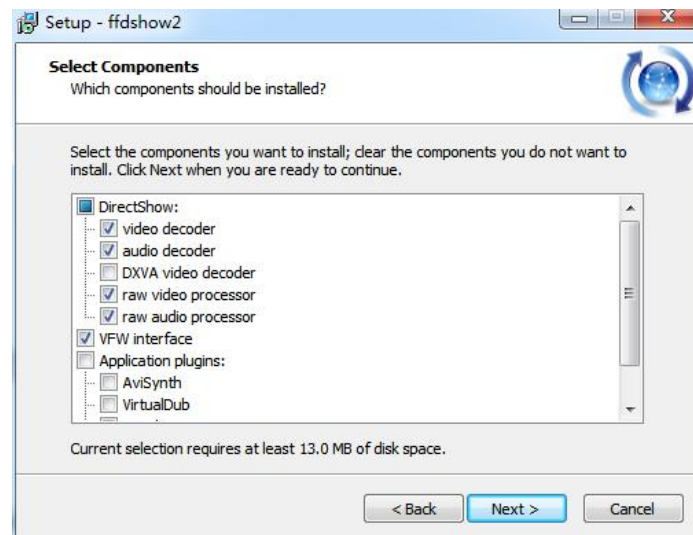 Setup - ffdshow2
Select Components
Which components should be installed?
Select the components you want to install; clear the components you do not want to
install. Click Next when you are ready to continue.
DirectShow:
video decoder
audio decoder
DXVA video decoder
raw video processor
raw audio processor
VFW interface
Application plugins:
AviSynth
VirtualDub
Current selection requires at least 13.0 MB of disk space.
< Back
Next >
Cancel